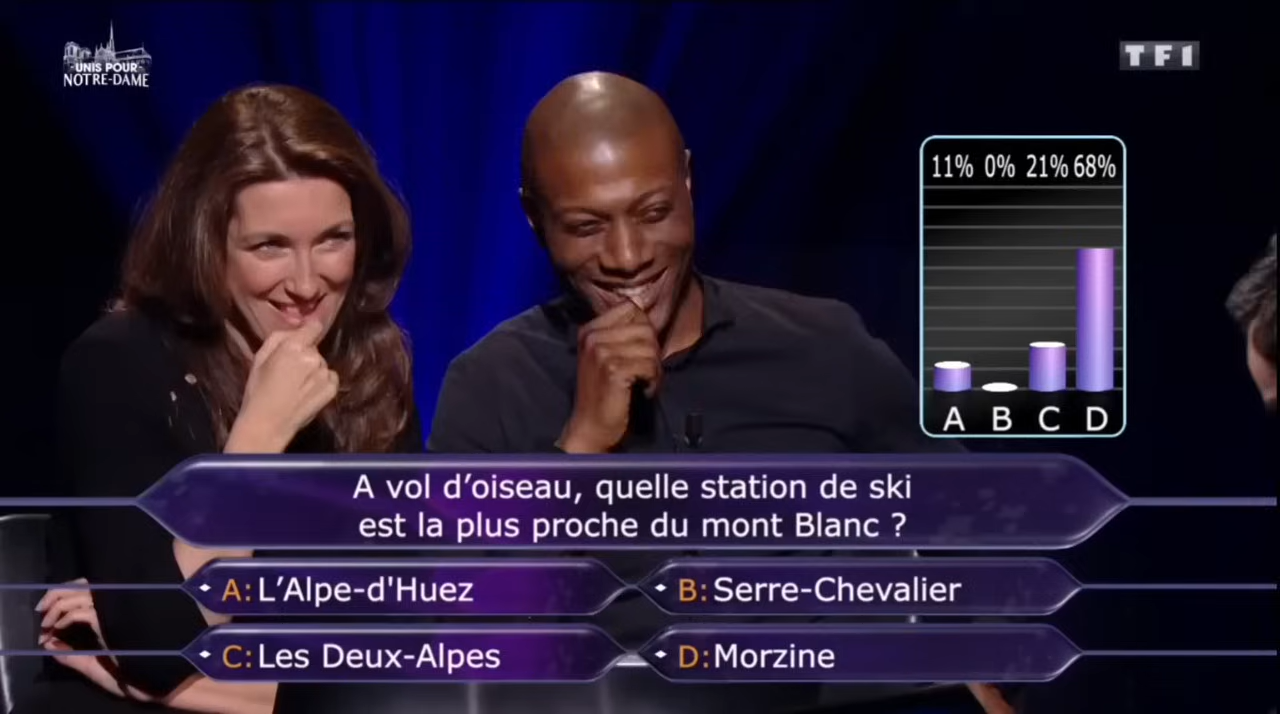 UNIS POUR
NOTRE-DAME
TF1
11% 0% 21% 68%
A B C D
A vol d’oiseau, quelle station de ski
est la plus proche du mont Blanc ?
A: L’Alpe-d'Huez
B: Serre-Chevalier
C: Les Deux-Alpes
D: Morzine